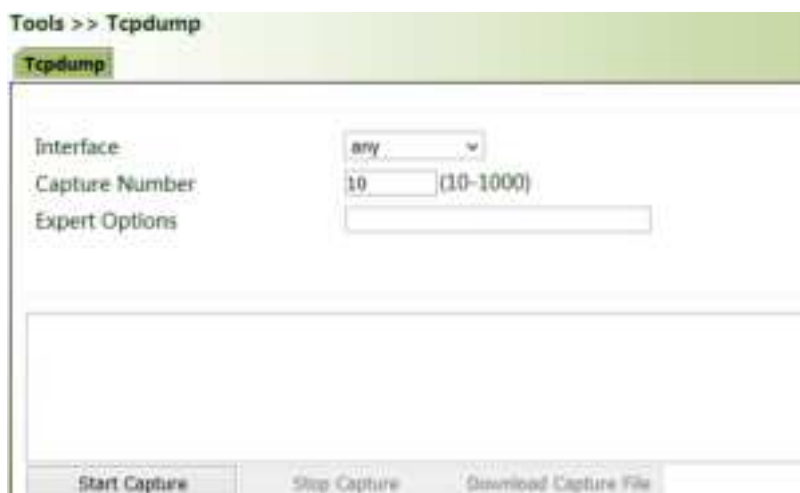 Tools >> Tcpdump
Tcpdump
Interface any
Capture Number 10 (10-1000)
Expert Options
Start Capture Stop Capture Download Capture File